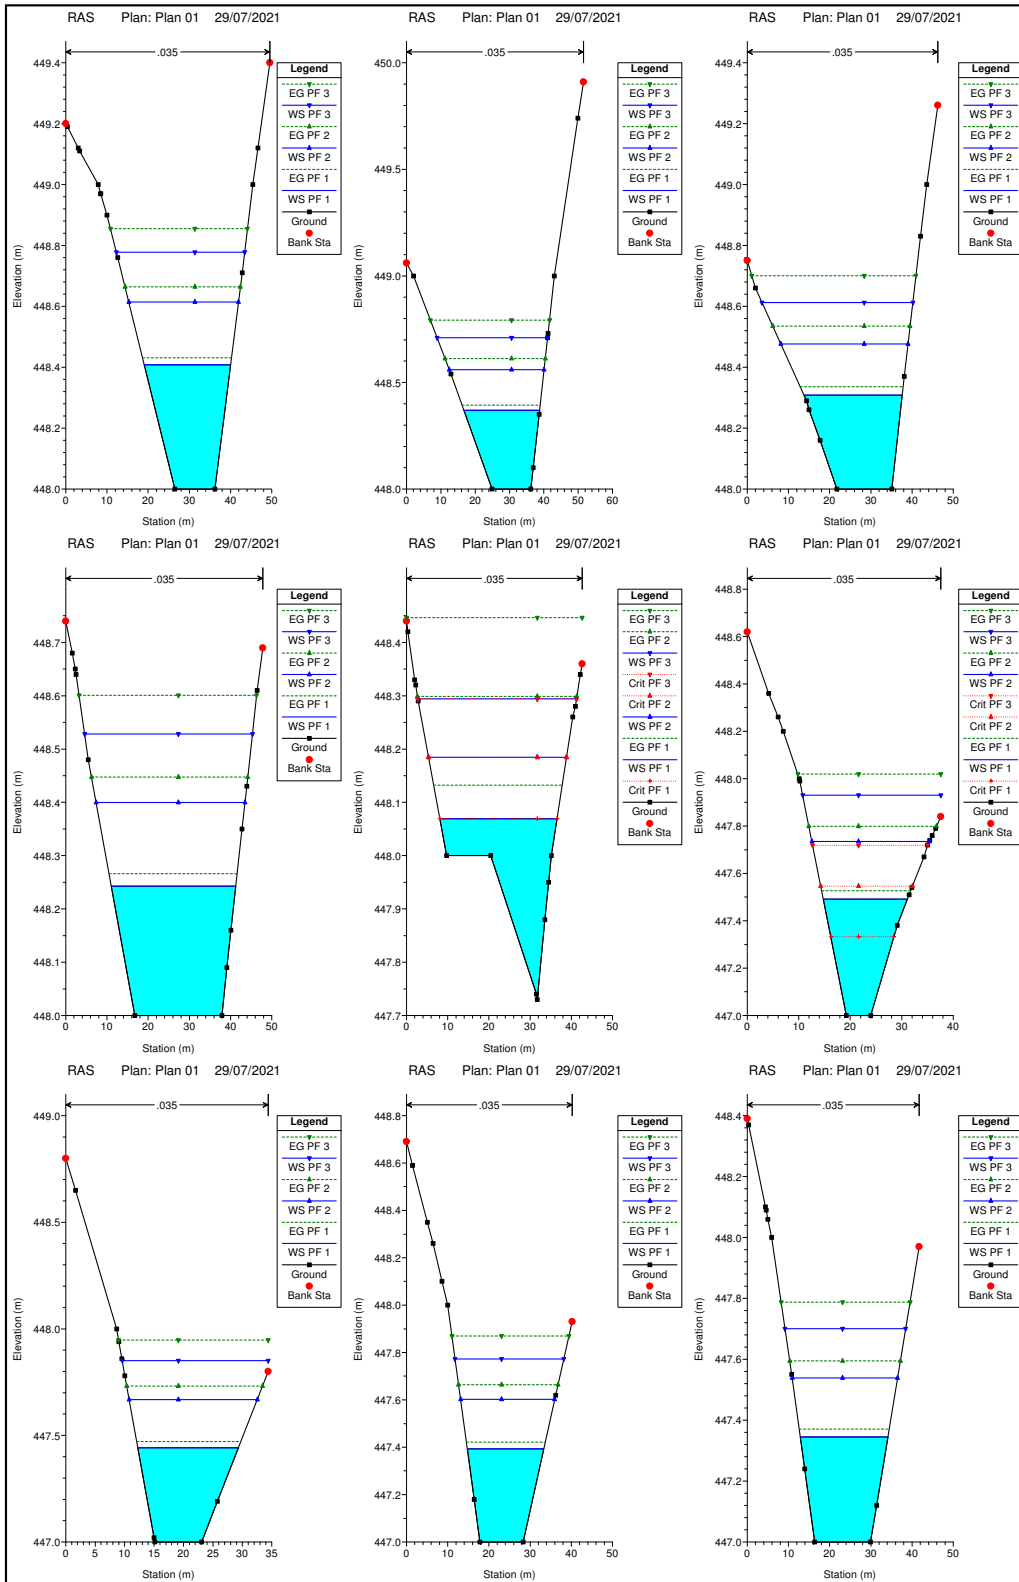 RAS Plan: Plan 01 29/07/2021
.035
Legend
EG PF 3
WS PF 3
EG PF 2
WS PF 2
EG PF 1
WS PF 1
Ground
Bank Sta
Elevation (m)
449.4
449.2
449.0
448.8
448.6
448.4
448.2
448.0
0 10 20 30 40 50
Station (m)
RAS Plan: Plan 01 29/07/2021
.035
Legend
EG PF 3
WS PF 3
EG PF 2
WS PF 2
EG PF 1
WS PF 1
Ground
Bank Sta
Elevation (m)
450.0
449.5
449.0
448.5
448.0
0 10 20 30 40 50 60
Station (m)
RAS Plan: Plan 01 29/07/2021
.035
Legend
EG PF 3
WS PF 3
EG PF 2
WS PF 2
EG PF 1
WS PF 1
Ground
Bank Sta
Elevation (m)
449.4
449.2
449.0
448.8
448.6
448.4
448.2
448.0
0 10 20 30 40 50
Station (m)
RAS Plan: Plan 01 29/07/2021
.035
Legend
EG PF 3
WS PF 3
EG PF 2
WS PF 2
EG PF 1
WS PF 1
Ground
Bank Sta
Elevation (m)
448.8
448.7
448.6
448.5
448.4
448.3
448.2
448.1
448.0
0 10 20 30 40 50
Station (m)
RAS Plan: Plan 01 29/07/2021
.035
Legend
EG PF 3
EG PF 2
WS PF 3
Crit PF 3
Crit PF 2
WS PF 2
EG PF 1
WS PF 1
Crit PF 1
Ground
Bank Sta
Elevation (m)
448.5
448.4
448.3
448.2
448.1
448.0
447.9
447.8
447.7
0 10 20 30 40 50
Station (m)
RAS Plan: Plan 01 29/07/2021
.035
Legend
EG PF 3
WS PF 3
EG PF 2
WS PF 2
Crit PF 3
Crit PF 2
EG PF 1
WS PF 1
Crit PF 1
Ground
Bank Sta
Elevation (m)
448.8
448.6
448.4
448.2
448.0
447.8
447.6
447.4
447.2
447.0
0 10 20 30 40
Station (m)
RAS Plan: Plan 01 29/07/2021
.035
Legend
EG PF 3
WS PF 3
EG PF 2
WS PF 2
EG PF 1
WS PF 1
Ground
Bank Sta
Elevation (m)
449.0
448.5
448.0
447.5
447.0
0 5 10 15 20 25 30 35
Station (m)
RAS Plan: Plan 01 29/07/2021
.035
Legend
EG PF 3
WS PF 3
EG PF 2
WS PF 2
EG PF 1
WS PF 1
Ground
Bank Sta
Elevation (m)
448.8
448.6
448.4
448.2
448.0
447.8
447.6
447.4
447.2
447.0
0 10 20 30 40 50
Station (m)
RAS Plan: Plan 01 29/07/2021
.035
Legend
EG PF 3
WS PF 3
EG PF 2
WS PF 2
EG PF 1
WS PF 1
Ground
Bank Sta
Elevation (m)
448.4
448.2
448.0
447.8
447.6
447.4
447.2
447.0
0 10 20 30 40 50
Station (m)